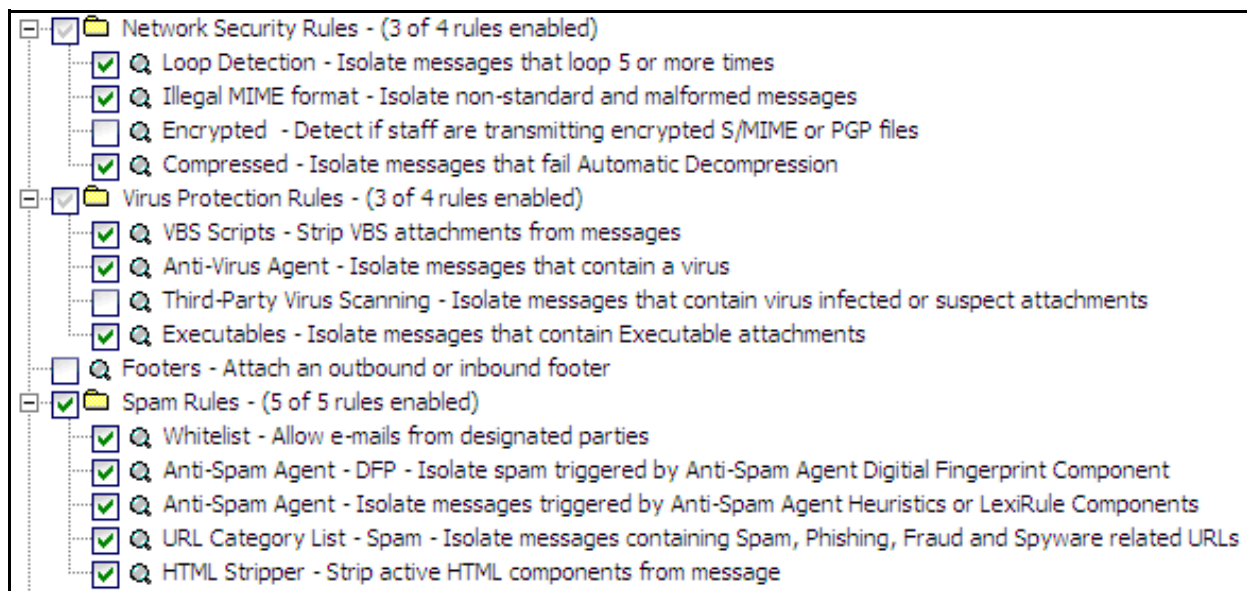 Network Security Rules - (3 of 4 rules enabled)
Loop Detection - Isolate messages that loop 5 or more times
Illegal MIME format - Isolate non-standard and malformed messages
Encrypted - Detect if staff are transmitting encrypted S/MIME or PGP files
Compressed - Isolate messages that fail Automatic Decompression
Virus Protection Rules - (3 of 4 rules enabled)
VBS Scripts - Strip VBS attachments from messages
Anti-Virus Agent - Isolate messages that contain a virus
Third-Party Virus Scanning - Isolate messages that contain virus infected or suspect attachments
Executables - Isolate messages that contain Executable attachments
Footers - Attach an outbound or inbound footer
Spam Rules - (5 of 5 rules enabled)
Whitelist - Allow e-mails from designated parties
Anti-Spam Agent - DFP - Isolate spam triggered by Anti-Spam Agent Digitial Fingerprint Component
Anti-Spam Agent - Isolate messages triggered by Anti-Spam Agent Heuristics or LexiRule Components
URL Category List - Spam - Isolate messages containing Spam, Phishing, Fraud and Spyware related URLs
HTML Stripper - Strip active HTML components from message